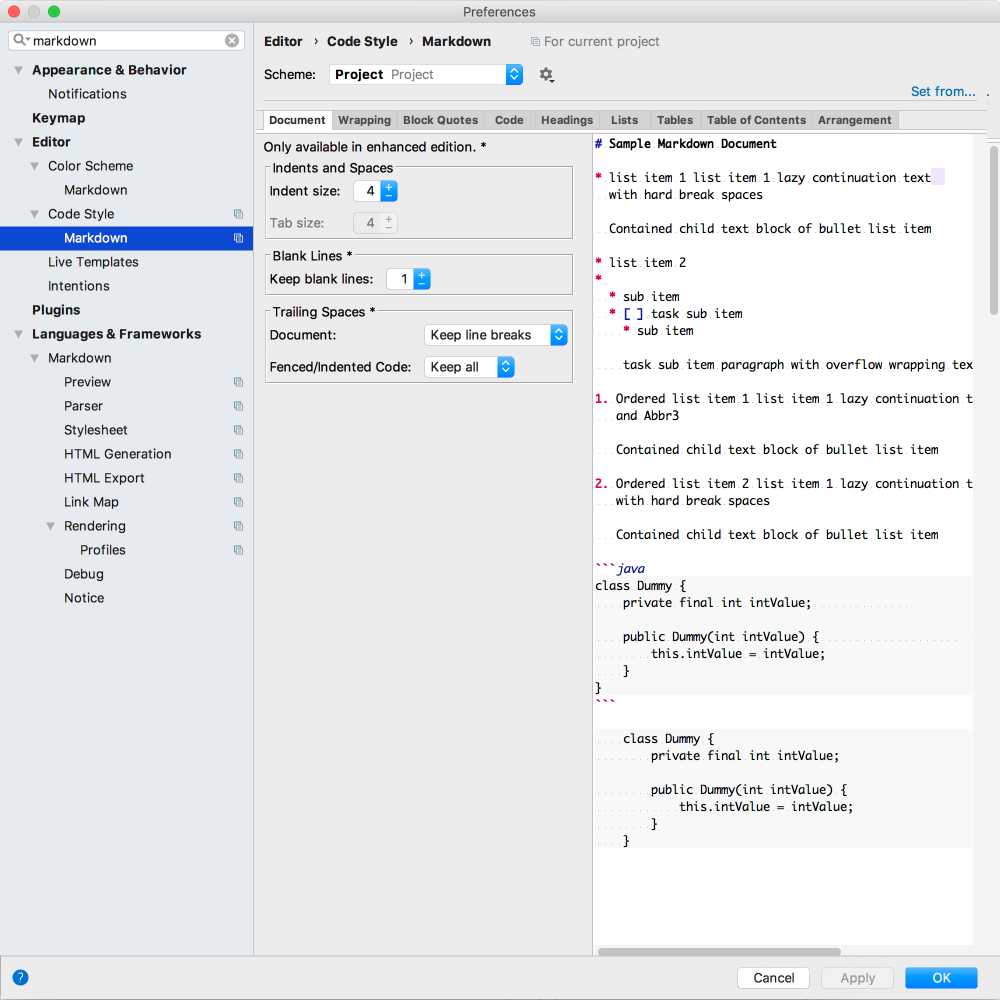 Preferences
markdown
Appearance & Behavior
Notifications
Keymap
Editor
Color Scheme
Markdown
Code Style
Markdown
Live Templates
Intentions
Plugins
Languages & Frameworks
Markdown
Preview
Parser
Stylesheet
HTML Generation
HTML Export
Link Map
Rendering
Profiles
Debug
Notice
Editor › Code Style › Markdown For current project
Scheme: Project Project
Set from...
Document Wrapping Block Quotes Code Headings Lists Tables Table of Contents Arrangement
Only available in enhanced edition. *
Indents and Spaces
Indent size: 4
Tab size: 4
Blank Lines *
Keep blank lines: 1
Trailing Spaces *
Document: Keep line breaks
Fenced/Indented Code: Keep all
# Sample Markdown Document
* list item 1 list item 1 lazy continuation text
with hard break spaces
Contained child text block of bullet list item
* list item 2
*
* sub item
* [ ] task sub item
* sub item
task sub item paragraph with overflow wrapping tex
1. Ordered list item 1 list item 1 lazy continuation t
and Abbr3
Contained child text block of bullet list item
2. Ordered list item 2 list item 1 lazy continuation t
with hard break spaces
Contained child text block of bullet list item
```java
class Dummy {
private final int intValue;
public Dummy(int intValue) {
this.intValue = intValue;
}
}
```
class Dummy {
private final int intValue;
public Dummy(int intValue) {
this.intValue = intValue;
}
}
?
Cancel Apply OK